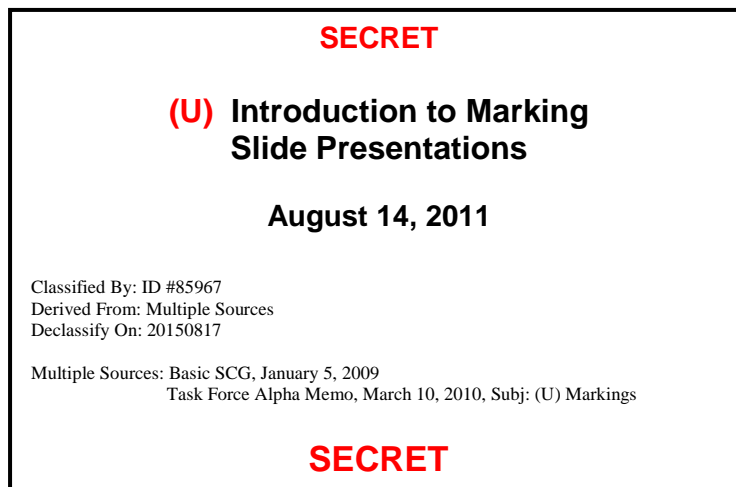 SECRET
(U) Introduction to Marking
Slide Presentations
August 14, 2011
Classified By: ID #85967
Derived From: Multiple Sources
Declassify On: 20150817
Multiple Sources: Basic SCG, January 5, 2009
Task Force Alpha Memo, March 10, 2010, Subj: (U) Markings
SECRET